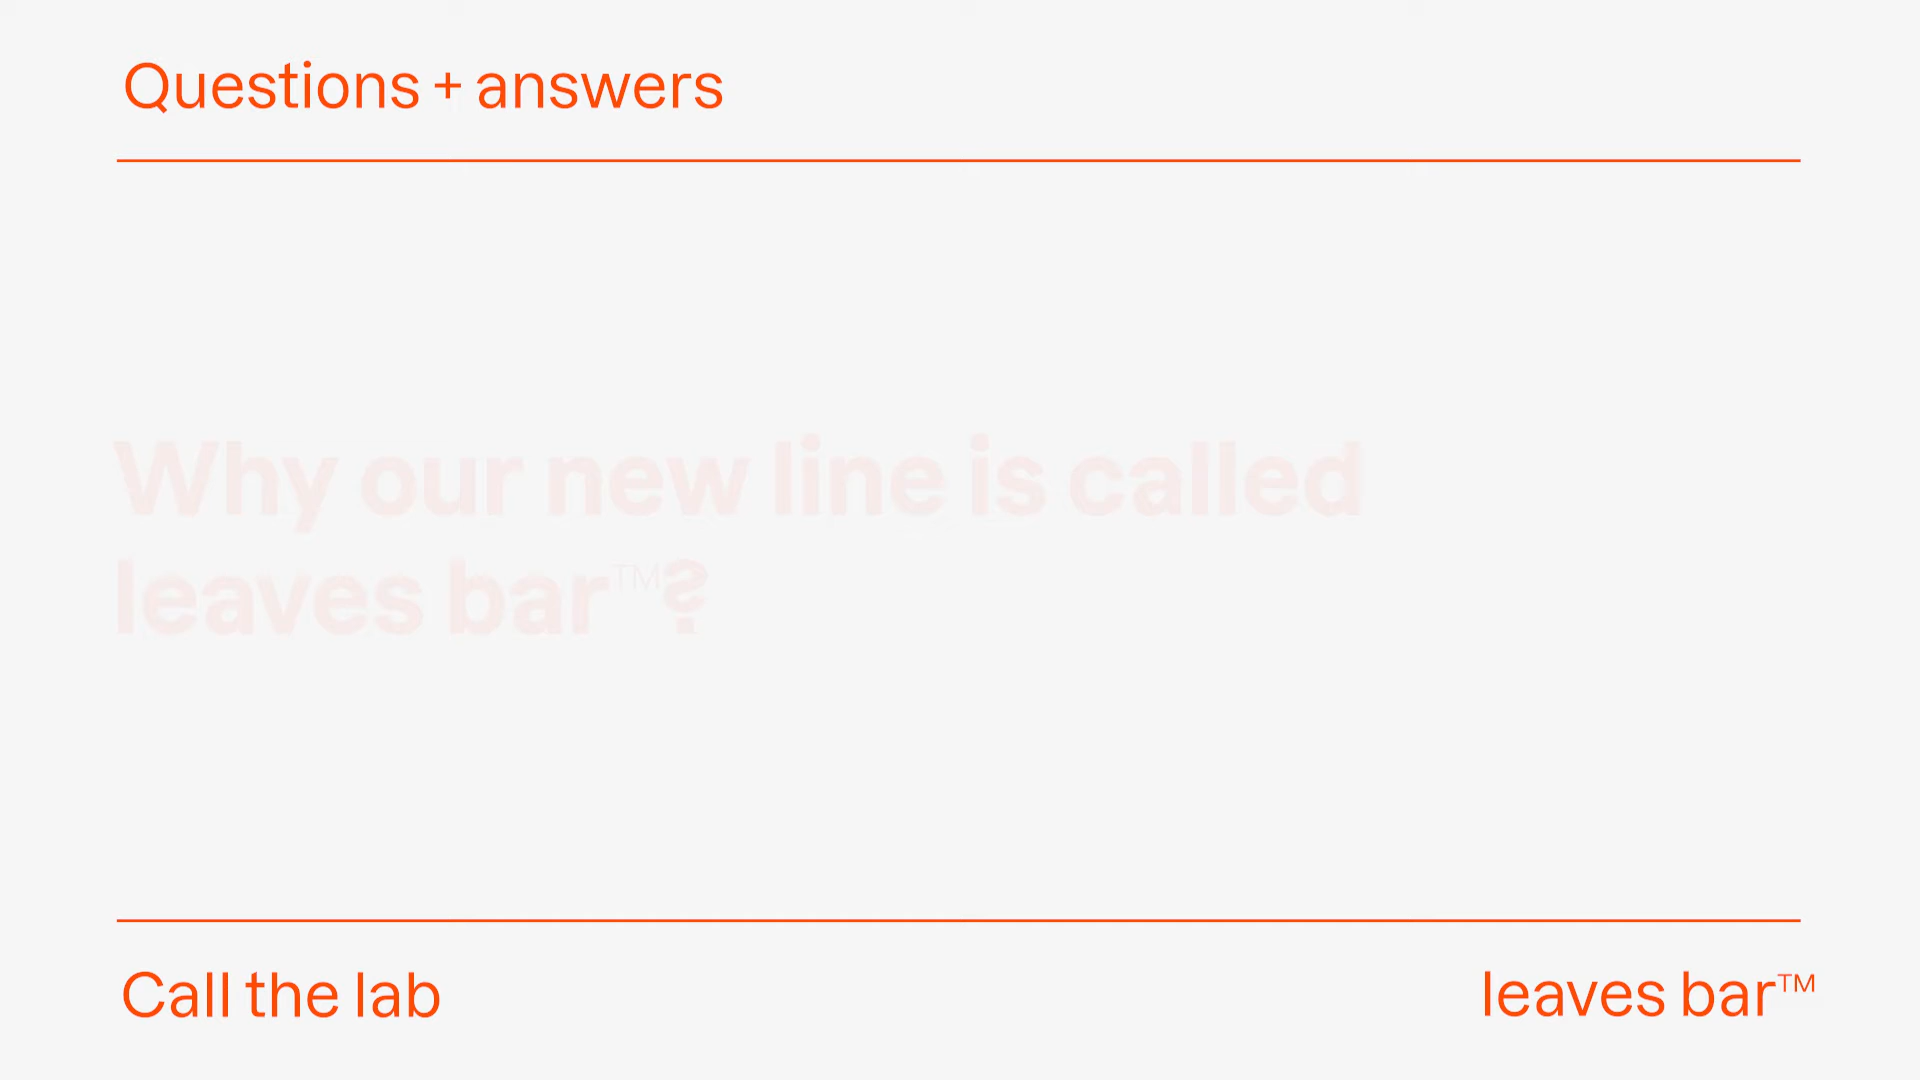 Questions + answers
Why our new line is called
leaves bar™?
Call the lab
leaves bar™